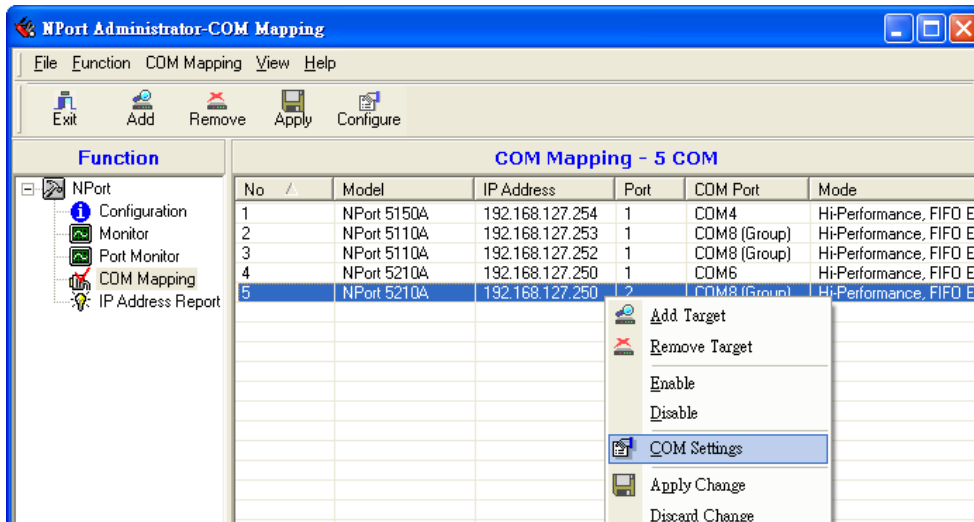 NPort Administrator-COM Mapping
File Function COM Mapping View Help
Exit Add Remove Apply Configure
Function
COM Mapping - 5 COM
NPort
Configuration
Monitor
Port Monitor
COM Mapping
IP Address Report
No Model IP Address Port COM Port Mode
1 NPort 5150A 192.168.127.254 1 COM4 Hi-Performance, FIFO E
2 NPort 5110A 192.168.127.253 1 COM8 (Group) Hi-Performance, FIFO E
3 NPort 5110A 192.168.127.252 1 COM8 (Group) Hi-Performance, FIFO E
4 NPort 5210A 192.168.127.250 1 COM6 Hi-Performance, FIFO E
5 NPort 5210A 192.168.127.250 2 COM8 (Group) Hi-Performance, FIFO E
Add Target
Remove Target
Enable
Disable
COM Settings
Apply Change
Discard Change